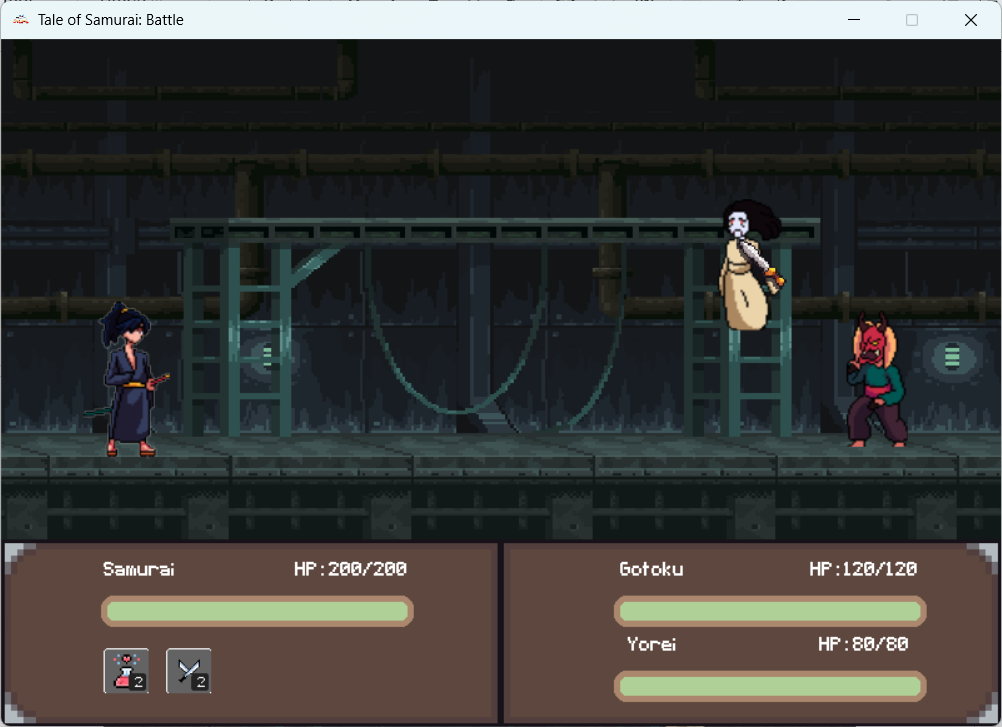 Tale of Samurai: Battle
Samurai HP:200/200
2 2
Gotoku HP:120/120
Yorei HP:80/80